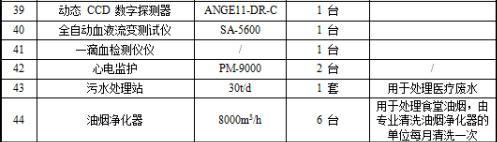 39 动态 CCD 数字探测器 ANGE11-DR-C 1 台
40 全自动血液流变测试仪 SA-5600 1 台
41 一滴血检测仪仪 / 1 台
42 心电监护 PM-9000 2 台 /
43 污水处理站 30t/d 1 套 用于处理医疗废水
44 油烟净化器 8000m³/h 6 台 用于处理食堂油烟，由
专业清洗油烟净化器的
单位每月清洗一次